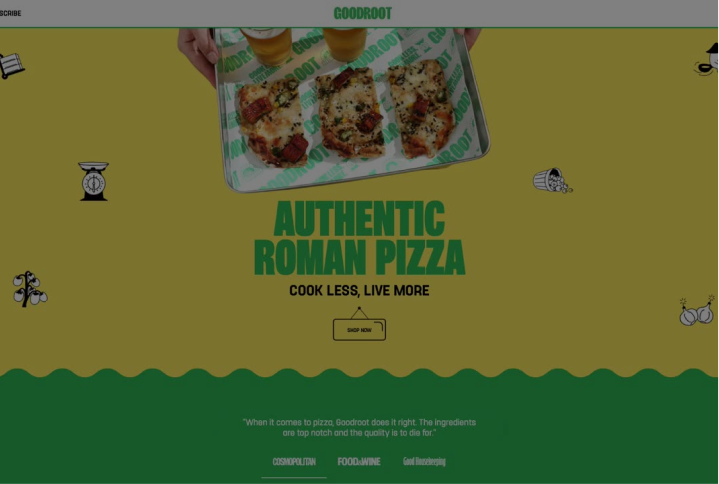 SCRIBE
GOODROOT
AUTHENTIC
ROMAN PIZZA
COOK LESS, LIVE MORE
SHOP NOW
"When it comes to pizza, Goodroot does it right. The ingredients
are top notch and the quality is to die for."
COSMOPOLITAN
FOOD&WINE
Good Housekeeping